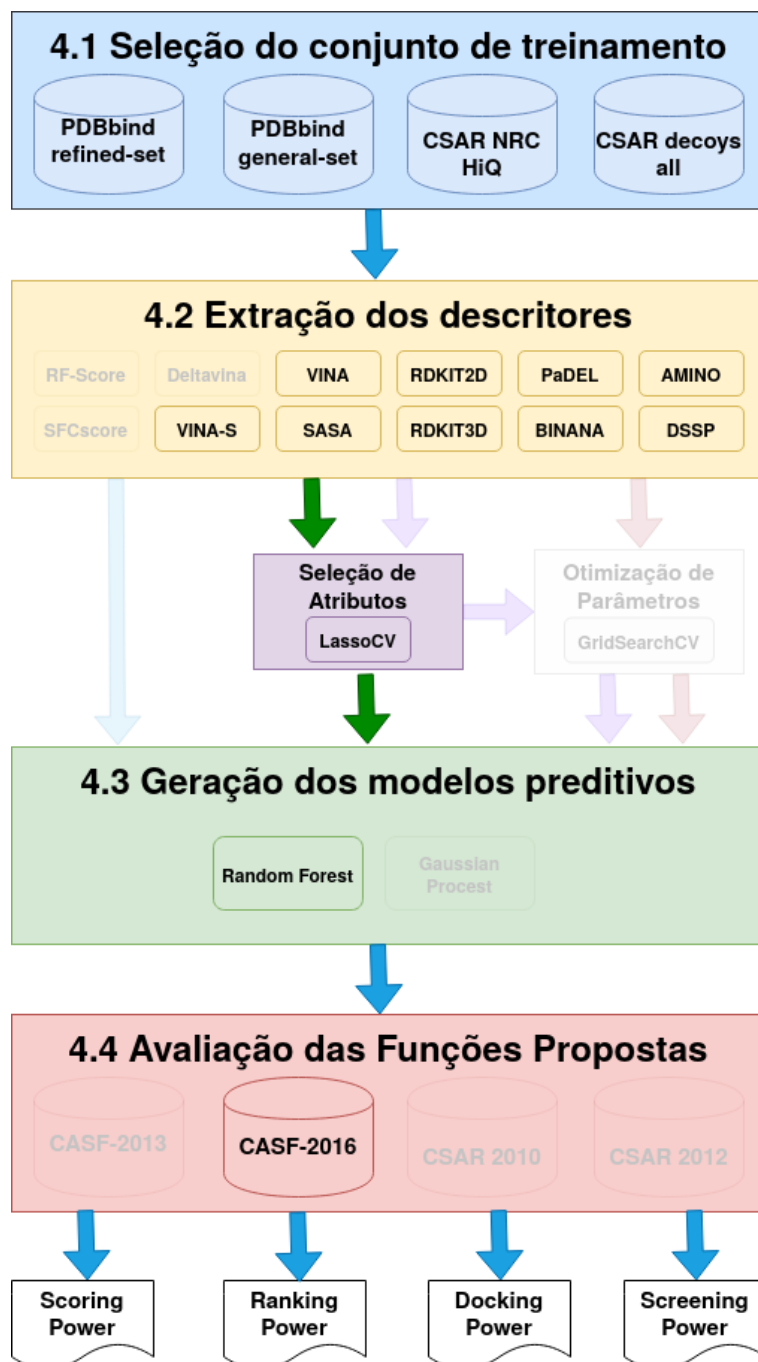 4.1 Seleção do conjunto de treinamento
PDBbind
refined-set
PDBbind
general-set
CSAR NRC
HiQ
CSAR decoys
all
4.2 Extração dos descritores
RF-Score
Deltavina
VINA
RDKIT2D
PaDEL
AMINO
SFCscore
VINA-S
SASA
RDKIT3D
BINANA
DSSP
Seleção de
Atributos
LassoCV
Otimização de
Parâmetros
GridSearchCV
4.3 Geração dos modelos preditivos
Random Forest
Gaussian
Procest
4.4 Avaliação das Funções Propostas
CASF-2013
CASF-2016
CSAR 2010
CSAR 2012
Scoring
Power
Ranking
Power
Docking
Power
Screening
Power